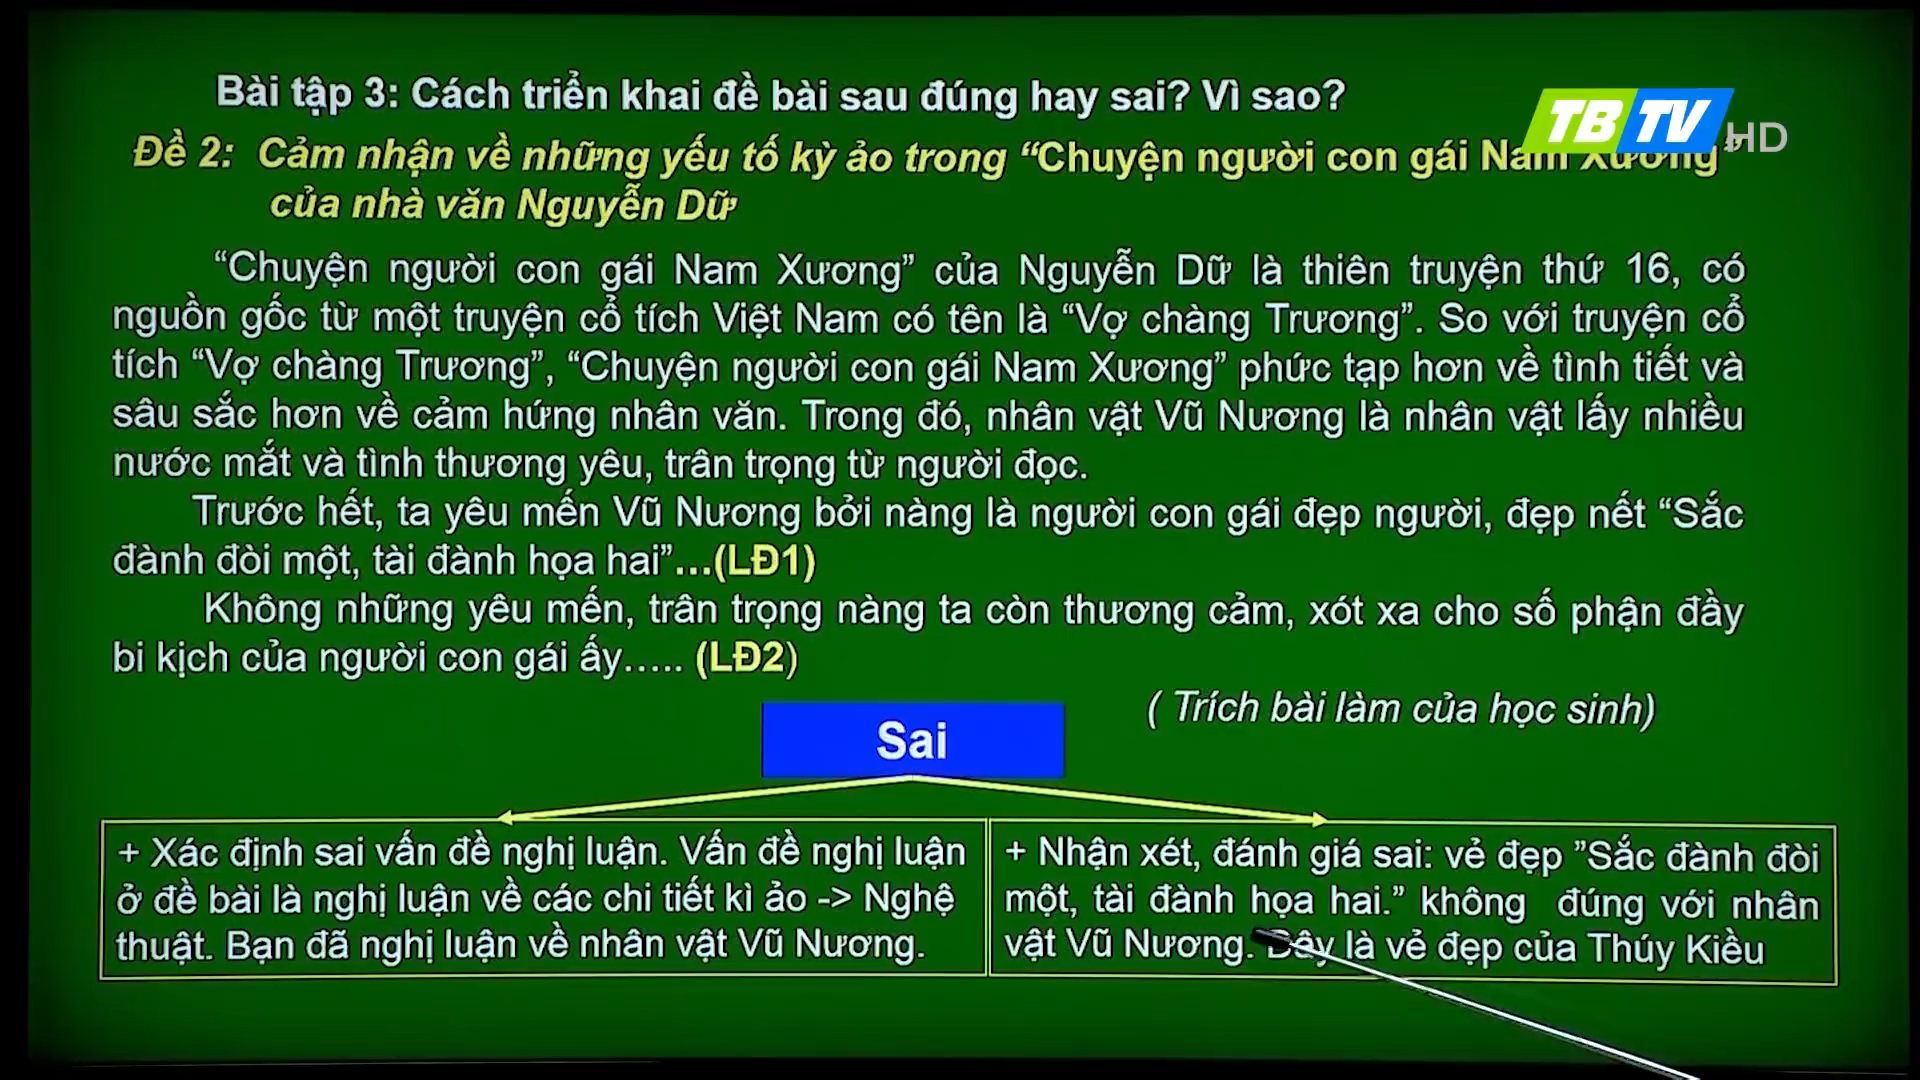 Bài tập 3: Cách triển khai đề bài sau đúng hay sai? Vì sao?
TBTV HD
Đề 2: Cảm nhận về những yếu tố kỳ ảo trong “Chuyện người con gái Nam Xương”
của nhà văn Nguyễn Dữ
“Chuyện người con gái Nam Xương” của Nguyễn Dữ là thiên truyện thứ 16, có
nguồn gốc từ một truyện cổ tích Việt Nam có tên là “Vợ chàng Trương”. So với truyện cổ
tích “Vợ chàng Trương”, “Chuyện người con gái Nam Xương” phức tạp hơn về tình tiết và
sâu sắc hơn về cảm hứng nhân văn. Trong đó, nhân vật Vũ Nương là nhân vật lấy nhiều
nước mắt và tình thương yêu, trân trọng từ người đọc.
Trước hết, ta yêu mến Vũ Nương bởi nàng là người con gái đẹp người, đẹp nết “Sắc
đành đòi một, tài đành họa hai”...(LĐ1)
Không những yêu mến, trân trọng nàng ta còn thương cảm, xót xa cho số phận đầy
bi kịch của người con gái ấy..... (LĐ2)
( Trích bài làm của học sinh)
Sai
+ Xác định sai vấn đề nghị luận. Vấn đề nghị luận
ở đề bài là nghị luận về các chi tiết kì ảo -> Nghệ
thuật. Bạn đã nghị luận về nhân vật Vũ Nương.
+ Nhận xét, đánh giá sai: vẻ đẹp ”Sắc đành đòi
một, tài đành họa hai.” không đúng với nhân
vật Vũ Nương. Đây là vẻ đẹp của Thúy Kiều